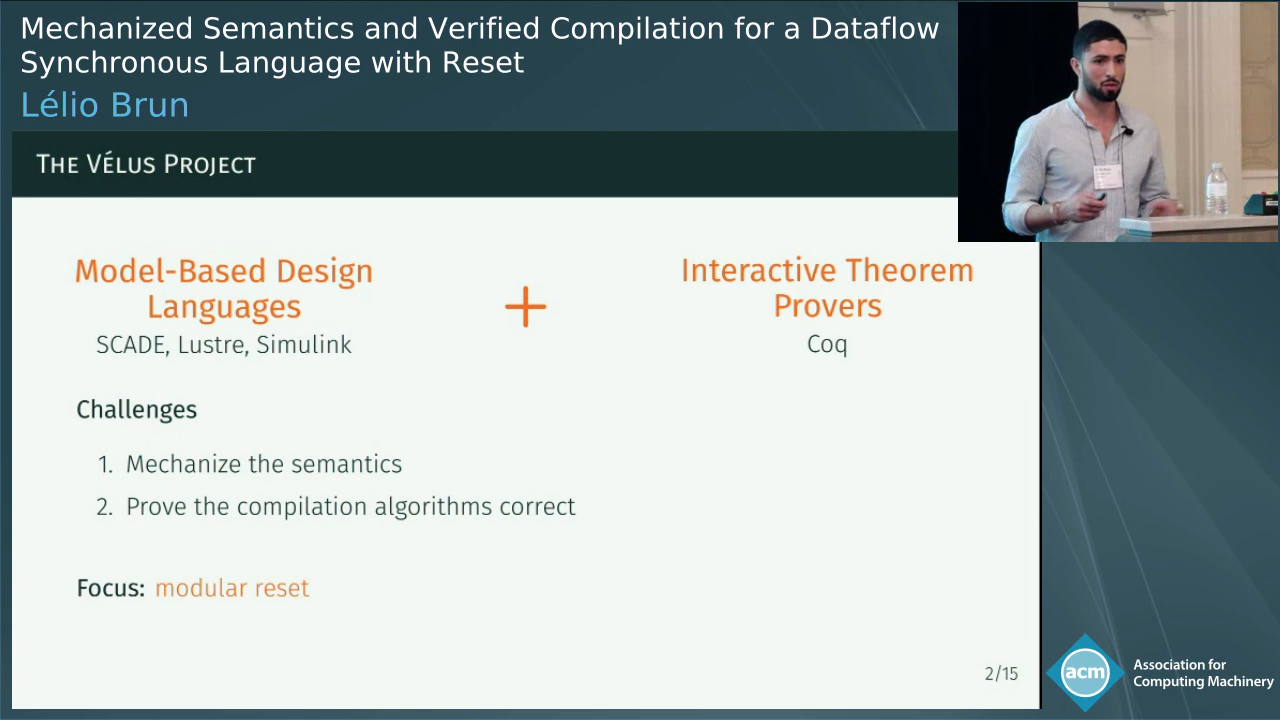 Mechanized Semantics and Verified Compilation for a Dataflow
Synchronous Language with Reset
Lélio Brun
THE VÉLUS PROJECT
Model-Based Design
Languages
SCADE, Lustre, Simulink
+
Interactive Theorem
Provers
Coq
Challenges
1. Mechanize the semantics
2. Prove the compilation algorithms correct
Focus: modular reset
2/15
acm
Association for
Computing Machinery